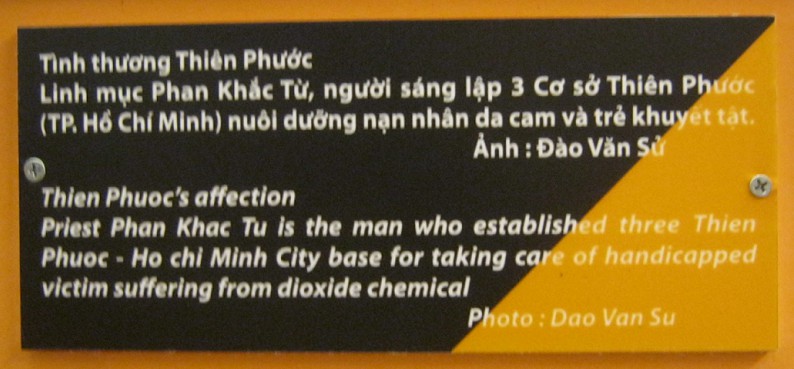 Tình thương Thiên Phước
Linh mục Phan Khắc Từ, người sáng lập 3 Cơ sở Thiên Phước
(TP. Hồ Chí Minh) nuôi dưỡng nạn nhân da cam và trẻ khuyết tật.
Ảnh : Đào Văn Sử
Thien Phuoc's affection
Priest Phan Khac Tu is the man who established three Thien
Phuoc - Ho chi Minh City base for taking care of handicapped
victim suffering from dioxide chemical
Photo : Dao Van Su